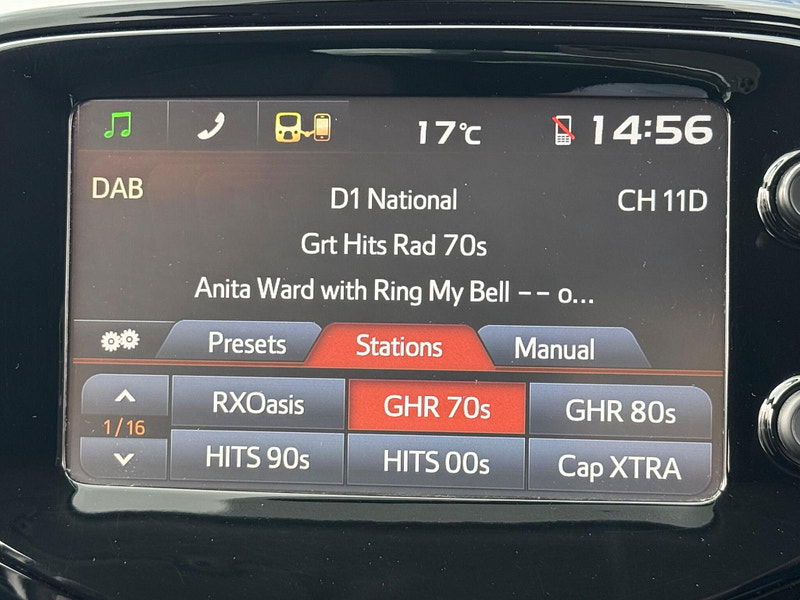 17°C 14:56
DAB D1 National CH 11D
Grt Hits Rad 70s
Anita Ward with Ring My Bell -- o...
Presets Stations Manual
RXOasis GHR 70s GHR 80s
1/16
HITS 90s HITS 00s Cap XTRA